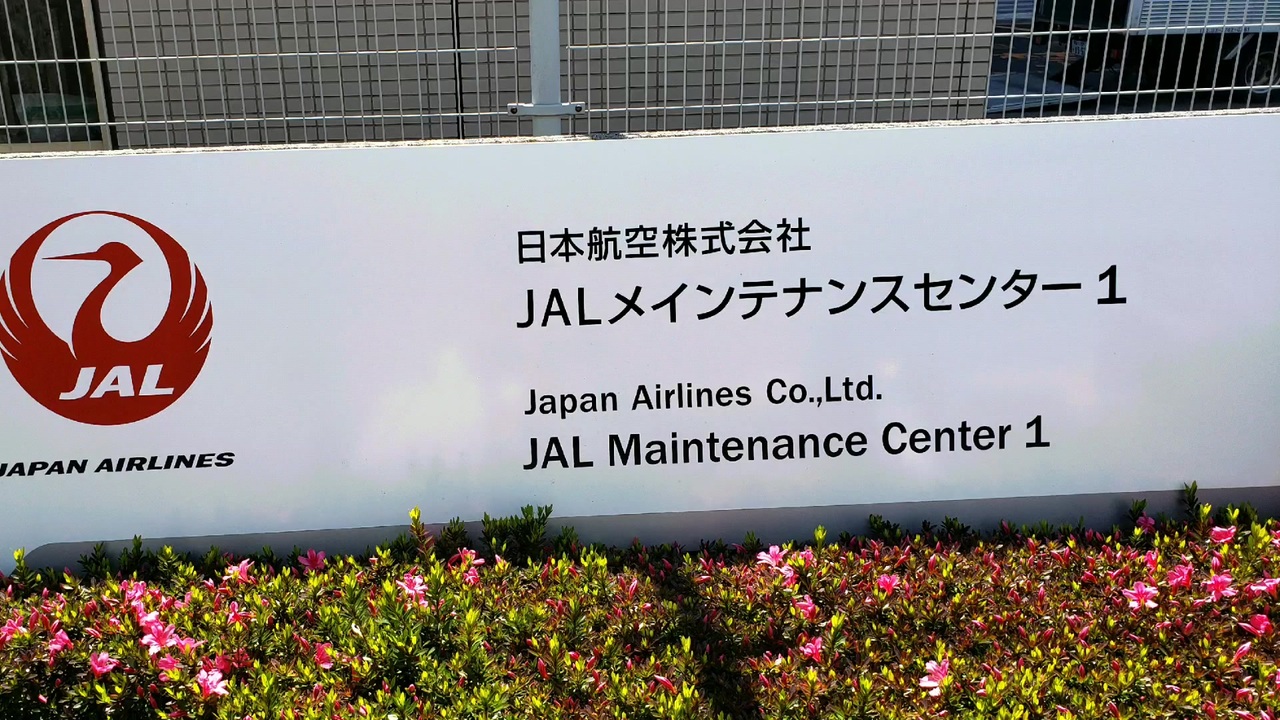 JAL
JAPAN AIRLINES
日本航空株式会社
JALメインテナンスセンター1
Japan Airlines Co.,Ltd.
JAL Maintenance Center 1